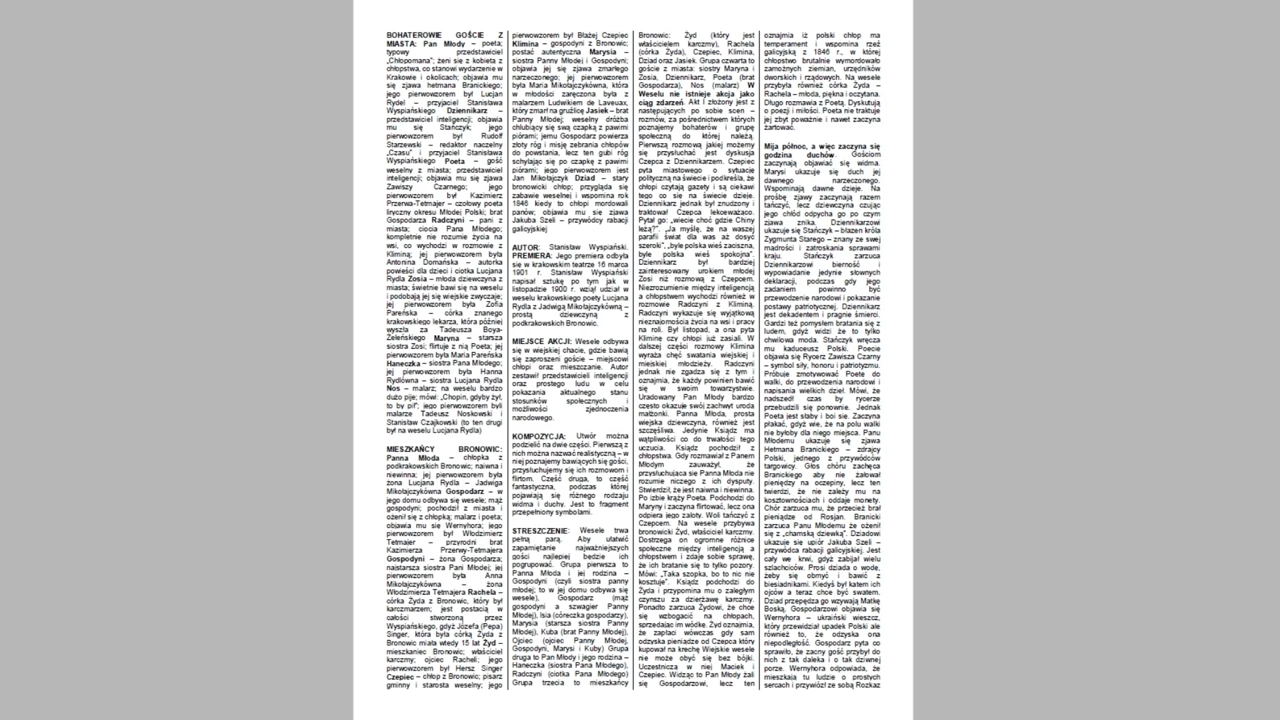 BOHATEROWIE GOŚCIE Z
MIASTA: Pan Młody – poeta;
typowy przedstawiciel
„Chłopomana"; żeni się z kobieta z
chłopstwa, co stanowi wydarzenie w
Krakowie i okolicach; objawia mu
się zjawa hetmana Branickiego;
jego pierwowzorem był Lucjan
Rydel – przyjaciel Stanisława
Wyspiańskiego Dziennikarz –
przedstawiciel inteligencji; objawia
mu się Stańczyk; jego
pierwowzorem był Rudolf
Starzewski – redaktor naczelny
„Czasu" i przyjaciel Stanisława
Wyspiańskiego Poeta – gość
weselny z miasta; przedstawiciel
inteligencji; objawia mu się zjawa
Zawiszy Czarnego; jego
pierwowzorem był Kazimierz
Przerwa-Tetmajer – czołowy poeta
liryczny okresu Młodej Polski; brat
Gospodarza Radczyni – pani z
miasta; ciocia Pana Młodego;
kompletnie nie rozumie życia na
wsi, co wychodzi w rozmowie z
Kliminą; jej pierwowzorem była
Antonina Domańska – autorka
powieści dla dzieci i ciotka Lucjana
Rydla Zosia – młoda dziewczyna z
miasta; świetnie bawi się na weselu
i podobają jej się wiejskie zwyczaje;
jej pierwowzorem była Zofia
Pareńska – córka znanego
krakowskiego lekarza, która później
wyszła za Tadeusza Boya-
Żeleńskiego Maryna – starsza
siostra Zosi; flirtuje z nią Poeta; jej
pierwowzorem była Maria Pareńska
Haneczka – siostra Pana Młodego;
jej pierwowzorem była Hanna
Rydlówna – siostra Lucjana Rydla
Nos – malarz; na weselu bardzo
dużo pije; mówi: „Chopin, gdyby żył,
to by pił"; jego pierwowzorem byli
malarze Tadeusz Noskowski i
Stanisław Czajkowski (to ten drugi
był na weselu Lucjana Rydla)
MIESZKAŃCY BRONOWIC:
Panna Młoda – chłopka z
podkrakowskich Bronowic; naiwna i
niewinna; jej pierwowzorem była
żona Lucjana Rydla – Jadwiga
Mikołajczykówna Gospodarz – w
jego domu odbywa się wesele; mąż
gospodyni; pochodził z miasta i
ożenił się z chłopką; malarz i poeta;
objawia mu się Wernyhora; jego
pierwowzorem był Włodzimierz
Tetmajer – przyrodni brat
Kazimierza Przerwy-Tetmajera
Gospodyni – żona Gospodarza;
najstarsza siostra Pani Młodej; jej
pierwowzorem była Anna
Mikołajczykówna – żona
Włodzimierza Tetmajera Rachela –
córka Żyda z Bronowic, który był
karczmarzem; jest postacią w
całości stworzoną przez
Wyspiańskiego, gdyż Józefa (Pepa)
Singer, która była córką Żyda z
Bronowic miała wtedy 15 lat Żyd –
mieszkaniec Bronowic; właściciel
karczmy; ojciec Racheli; jego
pierwowzorem był Hersz Singer
Czepiec – chłop z Bronowic; pisarz
gminny i starosta weselny; jego
pierwowzorem był Błażej Czepiec
Klimina – gospodyni z Bronowic;
postać autentyczna Marysia –
siostra Panny Młodej i Gospodyni;
objawia jej się zjawa zmarłego
narzeczonego; jej pierwowzorem
była Maria Mikołajczykówna, która
w młodości zaręczona była z
malarzem Ludwikiem de Laveuax,
który zmarł na gruźlicę Jasiek – brat
Panny Młodej; weselny dróżba
chlubiący się swą czapką z pawimi
piórami; jemu Gospodarz powierza
złoty róg i misję zebrania chłopów
do powstania, lecz ten gubi róg
schylając się po czapkę z pawimi
piórami; jego pierwowzorem jest
Jan Mikołajczyk Dziad – stary
bronowicki chłop; przygląda się
zabawie weselnej i wspomina rok
1846 kiedy to chłopi mordowali
panów; objawia mu się zjawa
Jakuba Szeli – przywódcy rabacji
galicyjskiej
AUTOR: Stanisław Wyspiański.
PREMIERA: Jego premiera odbyła
się w krakowskim teatrze 16 marca
1901 r. Stanisław Wyspiański
napisał sztukę po tym jak w
listopadzie 1900 r. wziął udział w
weselu krakowskiego poety Lucjana
Rydla z Jadwigą Mikołajczykówną –
prostą dziewczyną z
podkrakowskich Bronowic.
MIEJSCE AKCJI: Wesele odbywa
się w wiejskiej chacie, gdzie bawią
się zaproszeni goście – miejscowi
chłopi oraz mieszczanie. Autor
zestawił przedstawicieli inteligencji
oraz prostego ludu w celu
pokazania aktualnego stanu
stosunków społecznych i
możliwości zjednoczenia
narodowego.
KOMPOZYCJA: Utwór można
podzielić na dwie części. Pierwszą z
nich można nazwać realistyczną – w
niej poznajemy bawiących się gości,
przysłuchujemy się ich rozmowom i
flirtom. Część druga, to część
fantastyczna, podczas której
pojawiają się różnego rodzaju
widma i duchy. Jest to fragment
przepełniony symbolami.
STRESZCZENIE: Wesele trwa
pełną parą. Aby ułatwić
zapamiętanie najważniejszych
gości najlepiej będzie ich
pogrupować. Grupa pierwsza to
Panna Młoda i jej rodzina –
Gospodyni (czyli siostra panny
młodej; to w jej domu odbywa się
wesele), Gospodarz (mąż
gospodyni a szwagier Panny
Młodej), Isia (córeczka gospodarzy),
Marysia (starsza siostra Panny
Młodej), Kuba (brat Panny Młodej),
Ojciec (ojciec Panny Młodej,
Gospodyni, Marysi i Kuby) Grupa
druga to Pan Młody i jego rodzina –
Haneczka (siostra Pana Młodego),
Radczyni (ciotka Pana Młodego)
Grupa trzecia to mieszkańcy
Bronowic: Żyd (który jest
właścicielem karczmy), Rachela
(córka Żyda), Czepiec, Klimina,
Dziad oraz Jasiek. Grupa czwarta to
goście z miasta: siostry Maryna i
Zosia, Dziennikarz, Poeta (brat
Gospodarza), Nos (malarz) W
Weselu nie istnieje akcja jako
ciąg zdarzeń. Akt I złożony jest z
następujących po sobie scen –
rozmów, za pośrednictwem których
poznajemy bohaterów i grupę
społeczną do której należą.
Pierwszą rozmową jakiej możemy
się przysłuchać jest dyskusja
Czepca z Dziennikarzem. Czepiec
pyta miastowego o sytuację
polityczną na świecie i podkreśla, że
chłopi czytają gazety i są ciekawi
tego co się na świecie dzieje.
Dziennikarz jednak był znudzony i
traktował Czepca lekceważąco.
Pytał go: „wiecie choć gdzie Chiny
leżą?", „Ja myślę, że na waszej
parafii świat dla was aż dosyć
szeroki", „byle polska wieś zaciszna,
byle polska wieś spokojna".
Dziennikarz był bardziej
zainteresowany urokiem młodej
Zosi niż rozmową z Czepcem.
Niezrozumienie między inteligencją
a chłopstwem wychodzi również w
rozmowie Radczyni z Kliminą.
Radczyni wykazuje się wyjątkową
nieznajomością życia na wsi i pracy
na roli. Był listopad, a ona pyta
Kliminę czy chłopi już zasiali. W
dalszej części rozmowy Klimina
wyraża chęć swatania wiejskiej i
miejskiej młodzieży. Radczyni
jednak nie zgadza się z tym i
oznajmia, że każdy powinien bawić
się w swoim towarzystwie.
Uradowany Pan Młody bardzo
często okazuje swój zachwyt urodą
małżonki. Panna Młoda, prosta
wiejska dziewczyna, również jest
szczęśliwa. Jedynie Ksiądz ma
wątpliwości co do trwałości tego
uczucia. Ksiądz pochodził z
chłopstwa. Gdy rozmawiał z Panem
Młodym zauważył, że
przysłuchująca się Panna Młoda nie
rozumie niczego z ich dysputy.
Stwierdził, że jest naiwna i niewinna.
Po izbie krąży Poeta. Podchodzi do
Maryny i zaczyna flirtować, lecz ona
odpiera jego zaloty. Woli tańczyć z
Czepcem. Na wesele przybywa
bronowicki Żyd, właściciel karczmy.
Dostrzega on ogromne różnice
społeczne między inteligencją a
chłopstwem i zdaje sobie sprawę,
że ich bratanie się to tylko pozory.
Mówi: „Taka szopka, bo to nic nie
kosztuje". Ksiądz podchodzi do
Żyda i przypomina mu o zaległym
czynszu za dzierżawę karczmy.
Ponadto zarzuca Żydowi, że chce
się wzbogacić na chłopach,
sprzedając im wódkę. Żyd oznajmia,
że zapłaci wówczas gdy sam
odzyska pieniądze od Czepca który
kupował na krechę Wiejskie wesele
nie może obyć się bez bójki.
Uczestniczą w niej Maciek i
Czepiec. Widząc to Pan Młody żali
się Gospodarzowi, lecz ten
oznajmia iż polski chłop ma
temperament i wspomina rzeź
galicyjską z 1846 r., w której
chłopstwo brutalnie wymordowało
zamożnych ziemian, urzędników
dworskich i rządowych. Na wesele
przybyła również córka Żyda –
Rachela – młoda, piękna i oczytana.
Długo rozmawia z Poetą. Dyskutują
o poezji i miłości. Poeta nie traktuje
jej zbyt poważnie i nawet zaczyna
żartować.
Mija północ, a więc zaczyna się
godzina duchów. Gościom
zaczynają objawiać się widma.
Marysi ukazuje się duch jej
dawnego narzeczonego.
Wspominają dawne dzieje. Na
prośbę zjawy zaczynają razem
tańczyć, lecz dziewczyna czując
jego chłód odpycha go po czym
zjawa znika. Dziennikarzowi
ukazuje się Stańczyk – błazen króla
Zygmunta Starego – znany ze swej
mądrości i zatroskania sprawami
kraju. Stańczyk zarzuca
Dziennikarzowi bierność i
wypowiadanie jedynie słownych
deklaracji, podczas gdy jego
zadaniem powinno być
przewodzenie narodowi i pokazanie
postawy patriotycznej. Dziennikarz
jest dekadentem i pragnie śmierci.
Gardzi też pomysłem bratania się z
ludem, gdyż widzi że to tylko
chwilowa moda. Stańczyk wręcza
mu kaduceusz Polski. Poecie
objawia się Rycerz Zawisza Czarny
– symbol siły, honoru i patriotyzmu.
Próbuje zmotywować Poetę do
walki, do przewodzenia narodowi i
napisania wielkich dzieł. Mówi, że
nadszedł czas by rycerze
przebudzili się ponownie. Jednak
Poeta jest słaby i boi się. Zaczyna
płakać, gdyż wie, że na polu walki
nie byłoby dla niego miejsca. Panu
Młodemu ukazuje się zjawa
Hetmana Branickiego – zdrajcy
Polski, jednego z przywódców
targowicy. Głos chóru zachęca
Branickiego aby nie żałował
pieniędzy na oczepiny, lecz ten
twierdzi, że nie zależy mu na
kosztownościach i oddaje monety.
Chór zarzuca mu, że przecież brał
pieniądze od Rosjan. Branicki
zarzuca Panu Młodemu że ożenił
się z „chamską dziewką". Dziadowi
ukazuje się upiór Jakuba Szeli –
przywódca rabacji galicyjskiej. Jest
cały we krwi, gdyż zabijał wielu
szlachciców. Prosi dziada o wodę,
żeby się obmyć i bawić z
biesiadnikami. Kiedyś był katem ich
ojców a teraz chce być swatem.
Dziad przepędza go wzywają Matkę
Boską. Gospodarzowi objawia się
Wernyhora – ukraiński wieszcz,
który przewidział upadek Polski ale
również to, że odzyska ona
niepodległość. Gospodarz pyta co
sprawiło, że zacny gość przybył do
nich z tak daleka i o tak dziwnej
porze. Wernyhora odpowiada, że
mieszkają tu ludzie o prostych
sercach i przywiózł ze sobą Rozkaz